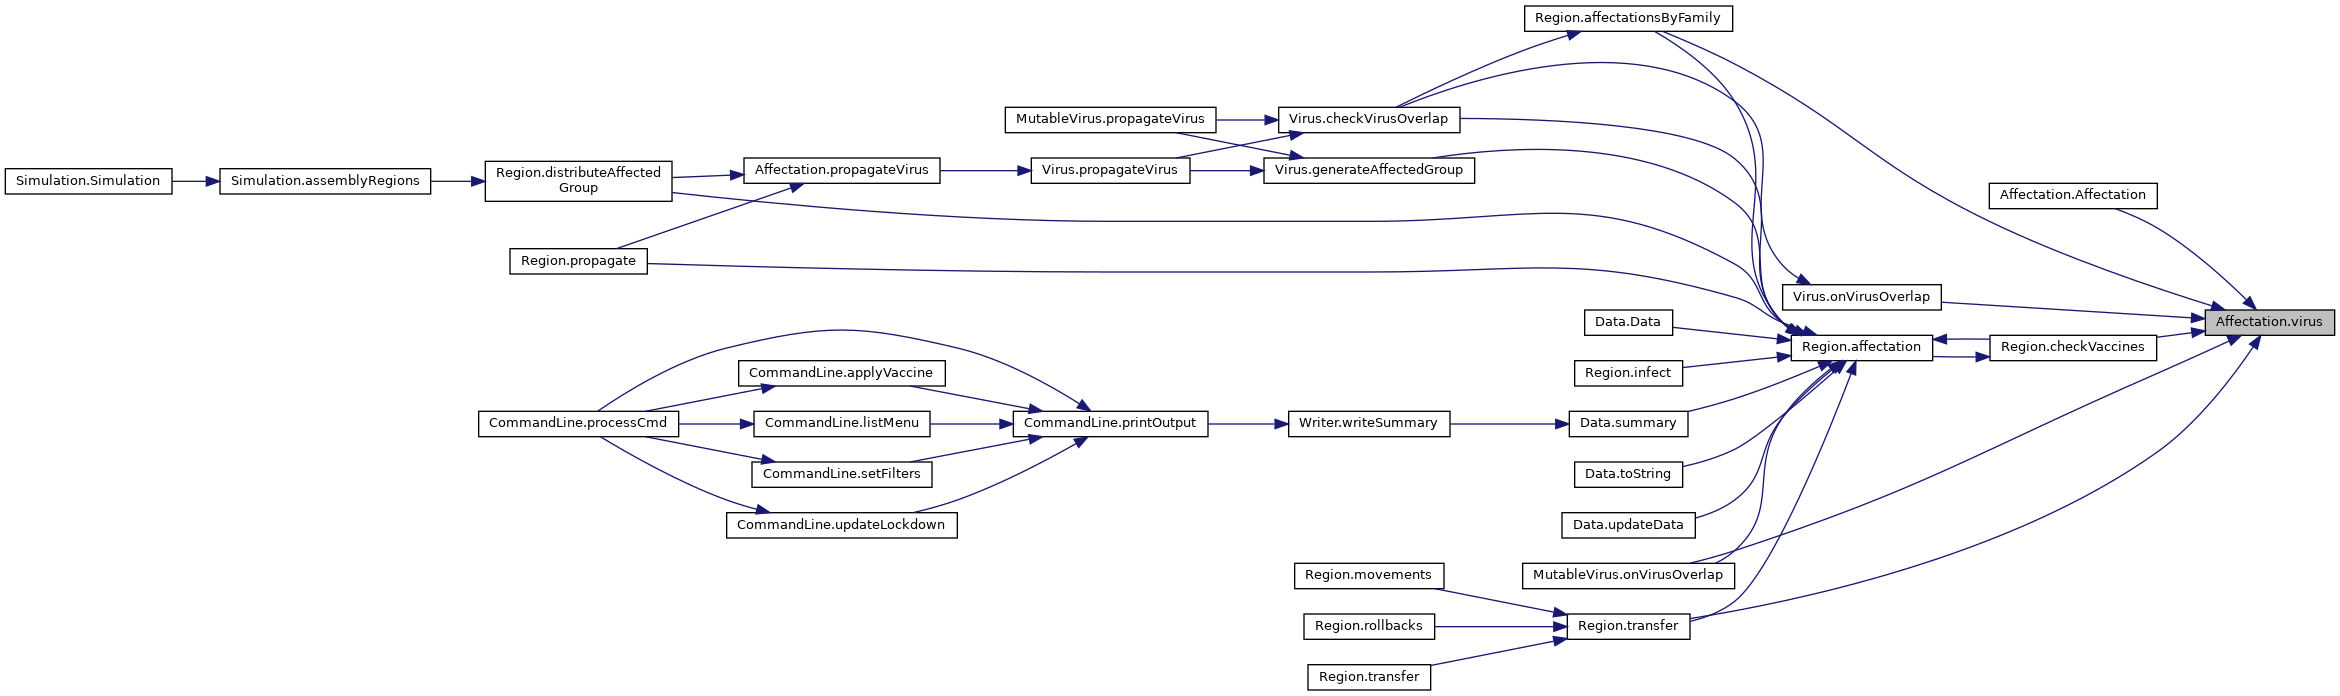 Region.affectationsByFamily
MutableVirus.propagateVirus
Virus.checkVirusOverlap
Simulation.Simulation
Simulation.assemblyRegions
Region.distributeAffected
Group
Affectation.propagateVirus
Virus.propagateVirus
Virus.generateAffectedGroup
Affectation.Affectation
Region.propagate
Virus.onVirusOverlap
Data.Data
Affectation.virus
Region.affectation
Region.checkVaccines
CommandLine.applyVaccine
Region.infect
CommandLine.processCmd
CommandLine.listMenu
CommandLine.printOutput
Writer.writeSummary
Data.summary
CommandLine.setFilters
Data.toString
CommandLine.updateLockdown
Data.updateData
Region.movements
MutableVirus.onVirusOverlap
Region.rollbacks
Region.transfer
Region.transfer